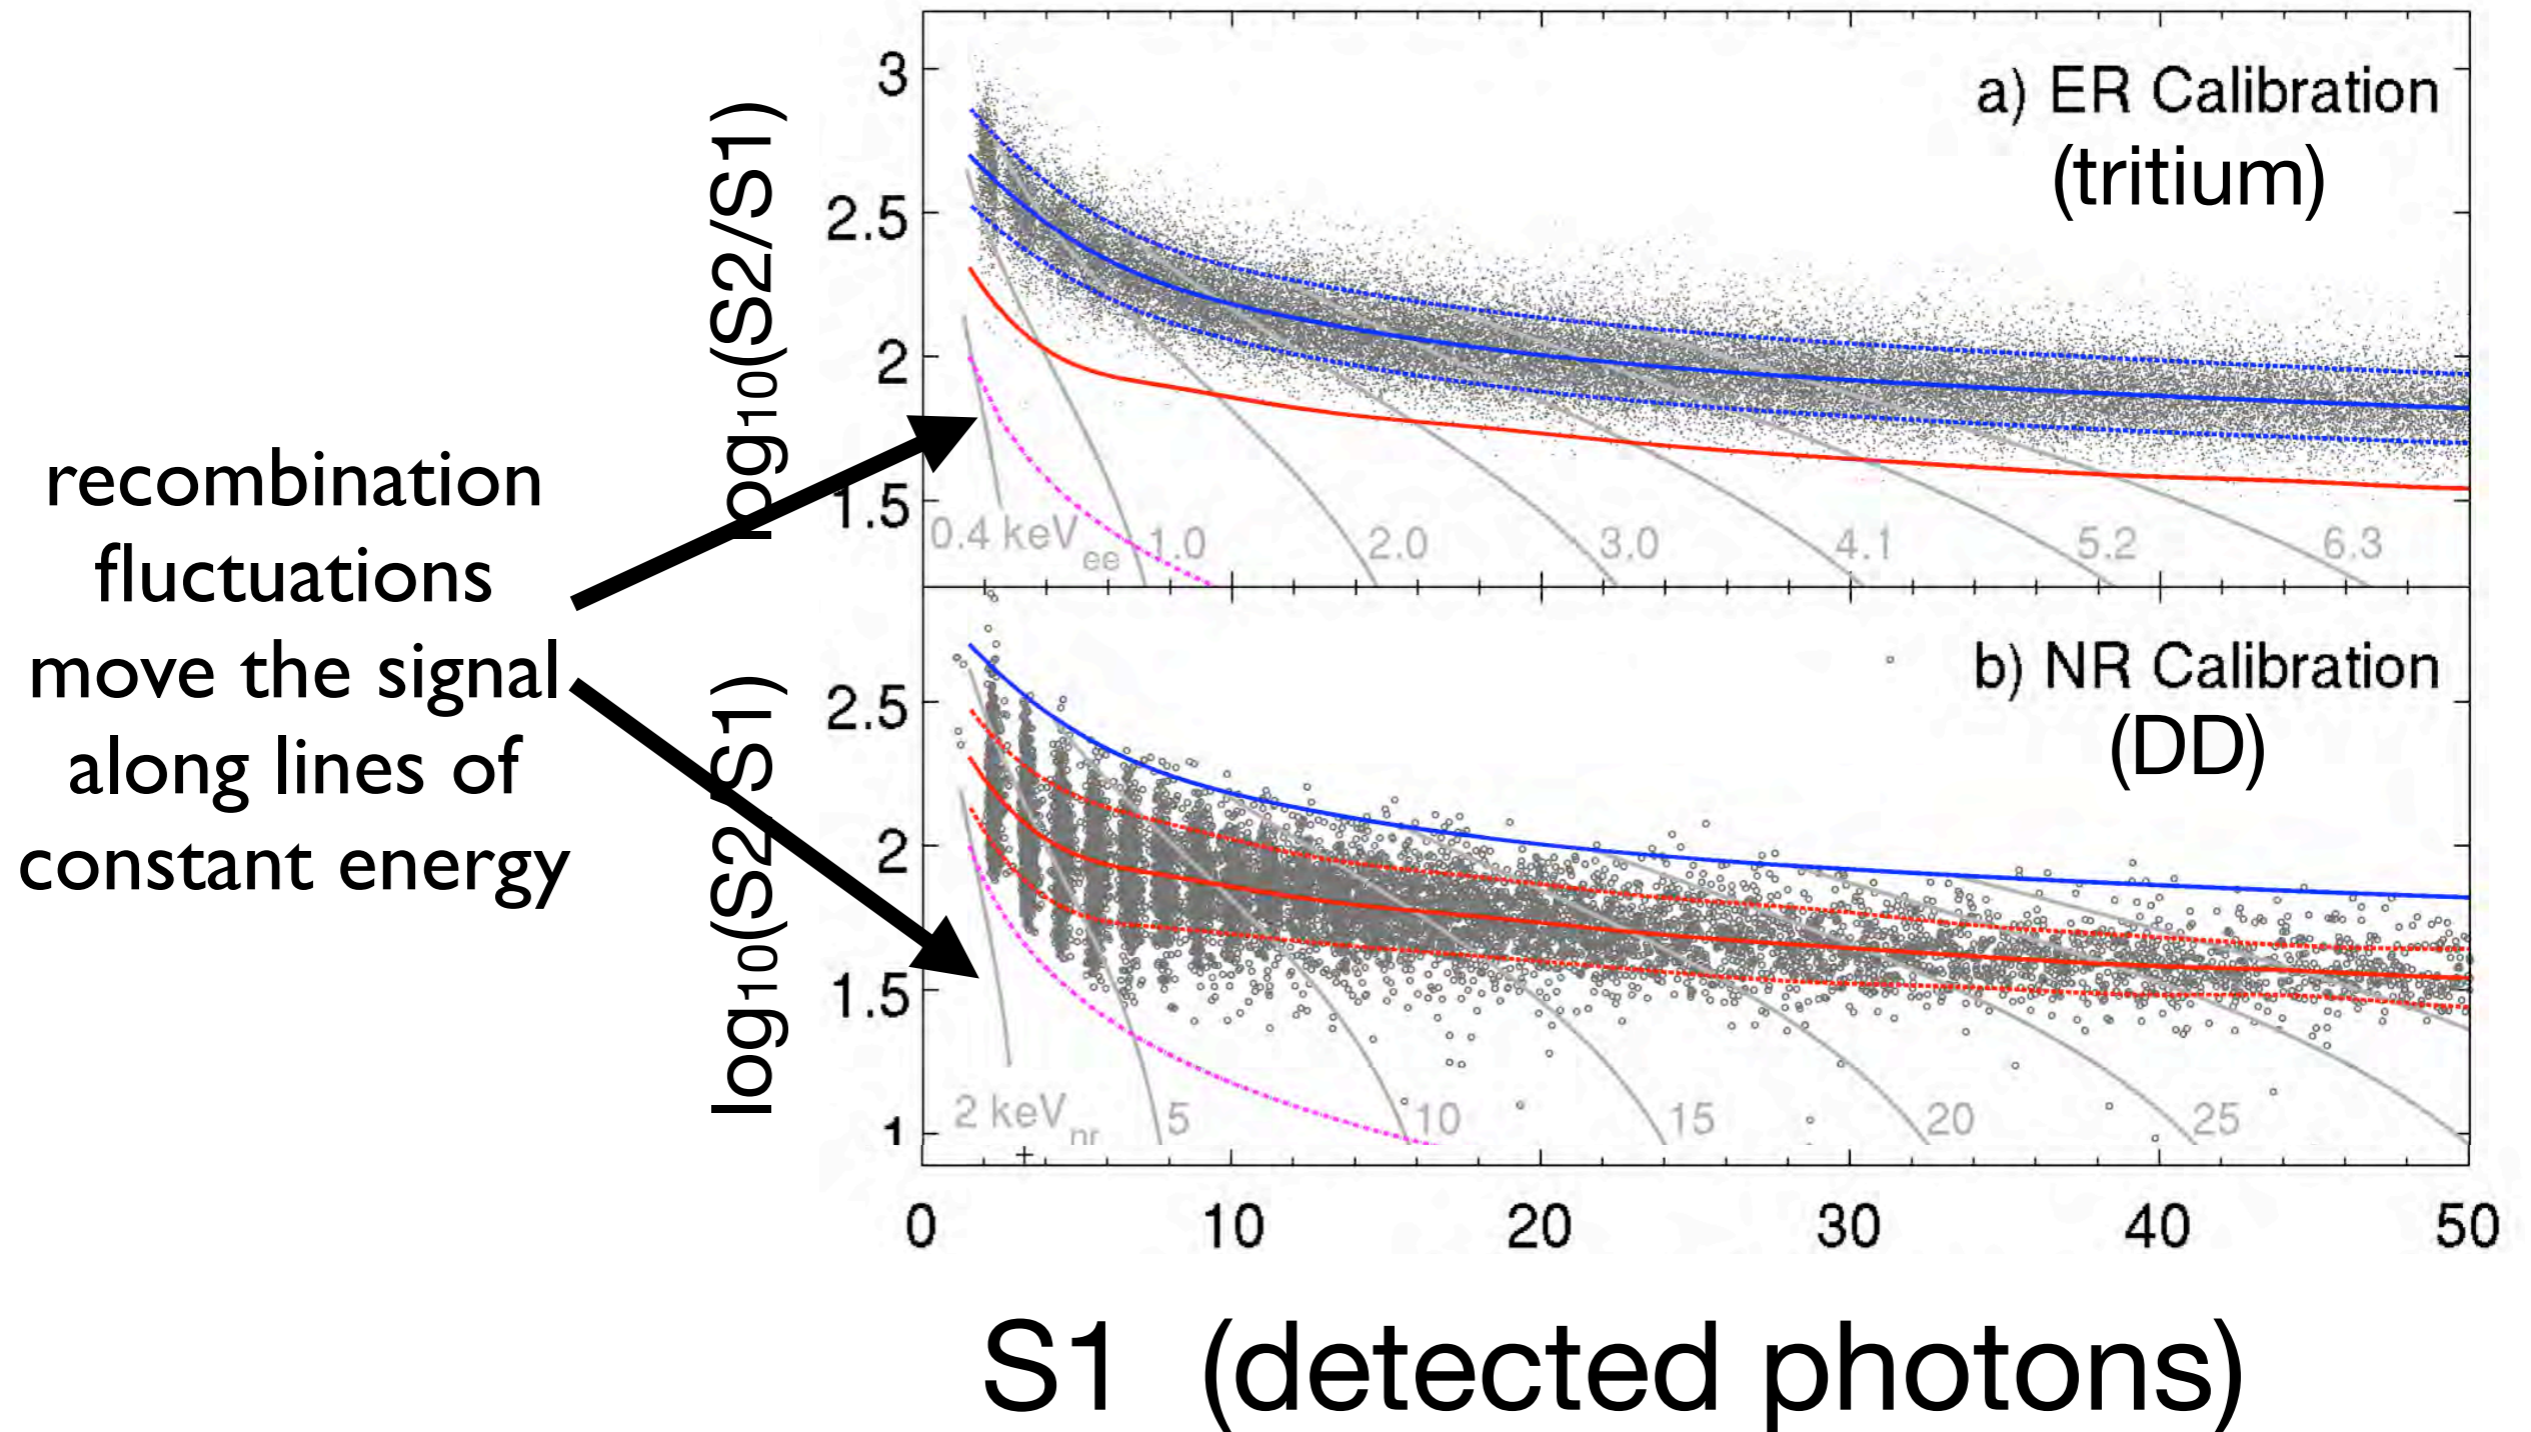 recombination
fluctuations
move the signal
along lines of
constant energy
log10(S2/S1)
3
2.5
2
1.5
a) ER Calibration
(tritium)
0.4 keVee
1.0
2.0
3.0
4.1
5.2
6.3
log10(S2/S1)
2.5
2
1.5
1
b) NR Calibration
(DD)
2 keVnr
5
10
15
20
25
0
10
20
30
40
50
S1 (detected photons)